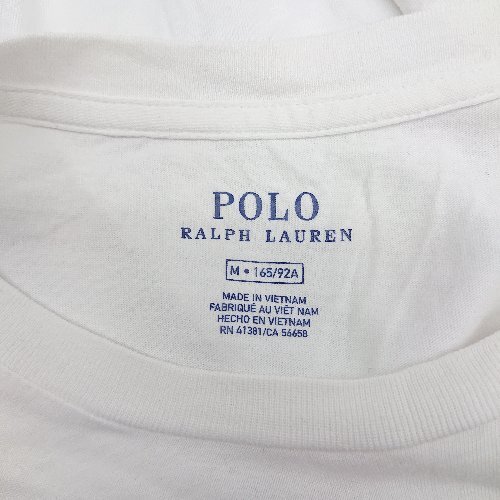 POLO
RALPH LAUREN
M • 165/92A
MADE IN VIETNAM
FABRIQUÉ AU VIÊT NAM
HECHO EN VIETNAM
RN 41381/CA 56658